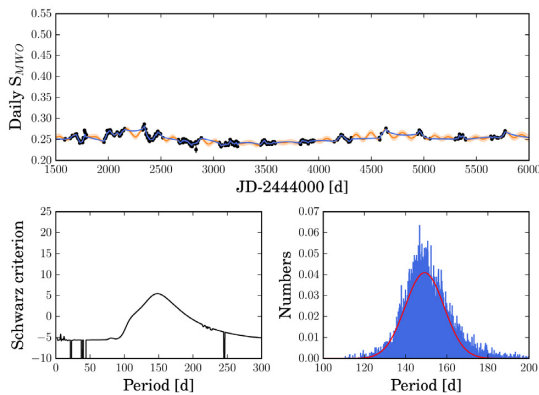 Daily S_MWO
0.55
0.50
0.45
0.40
0.35
0.30
0.25
0.20
1500 2000 2500 3000 3500 4000 4500 5000 5500 6000
JD-2444000 [d]
Schwarz criterion
25
20
15
10
5
0
−5
−10
0 50 100 150 200 250 300
Period [d]
Numbers
0.07
0.06
0.05
0.04
0.03
0.02
0.01
0.00
100 120 140 160 180 200
Period [d]